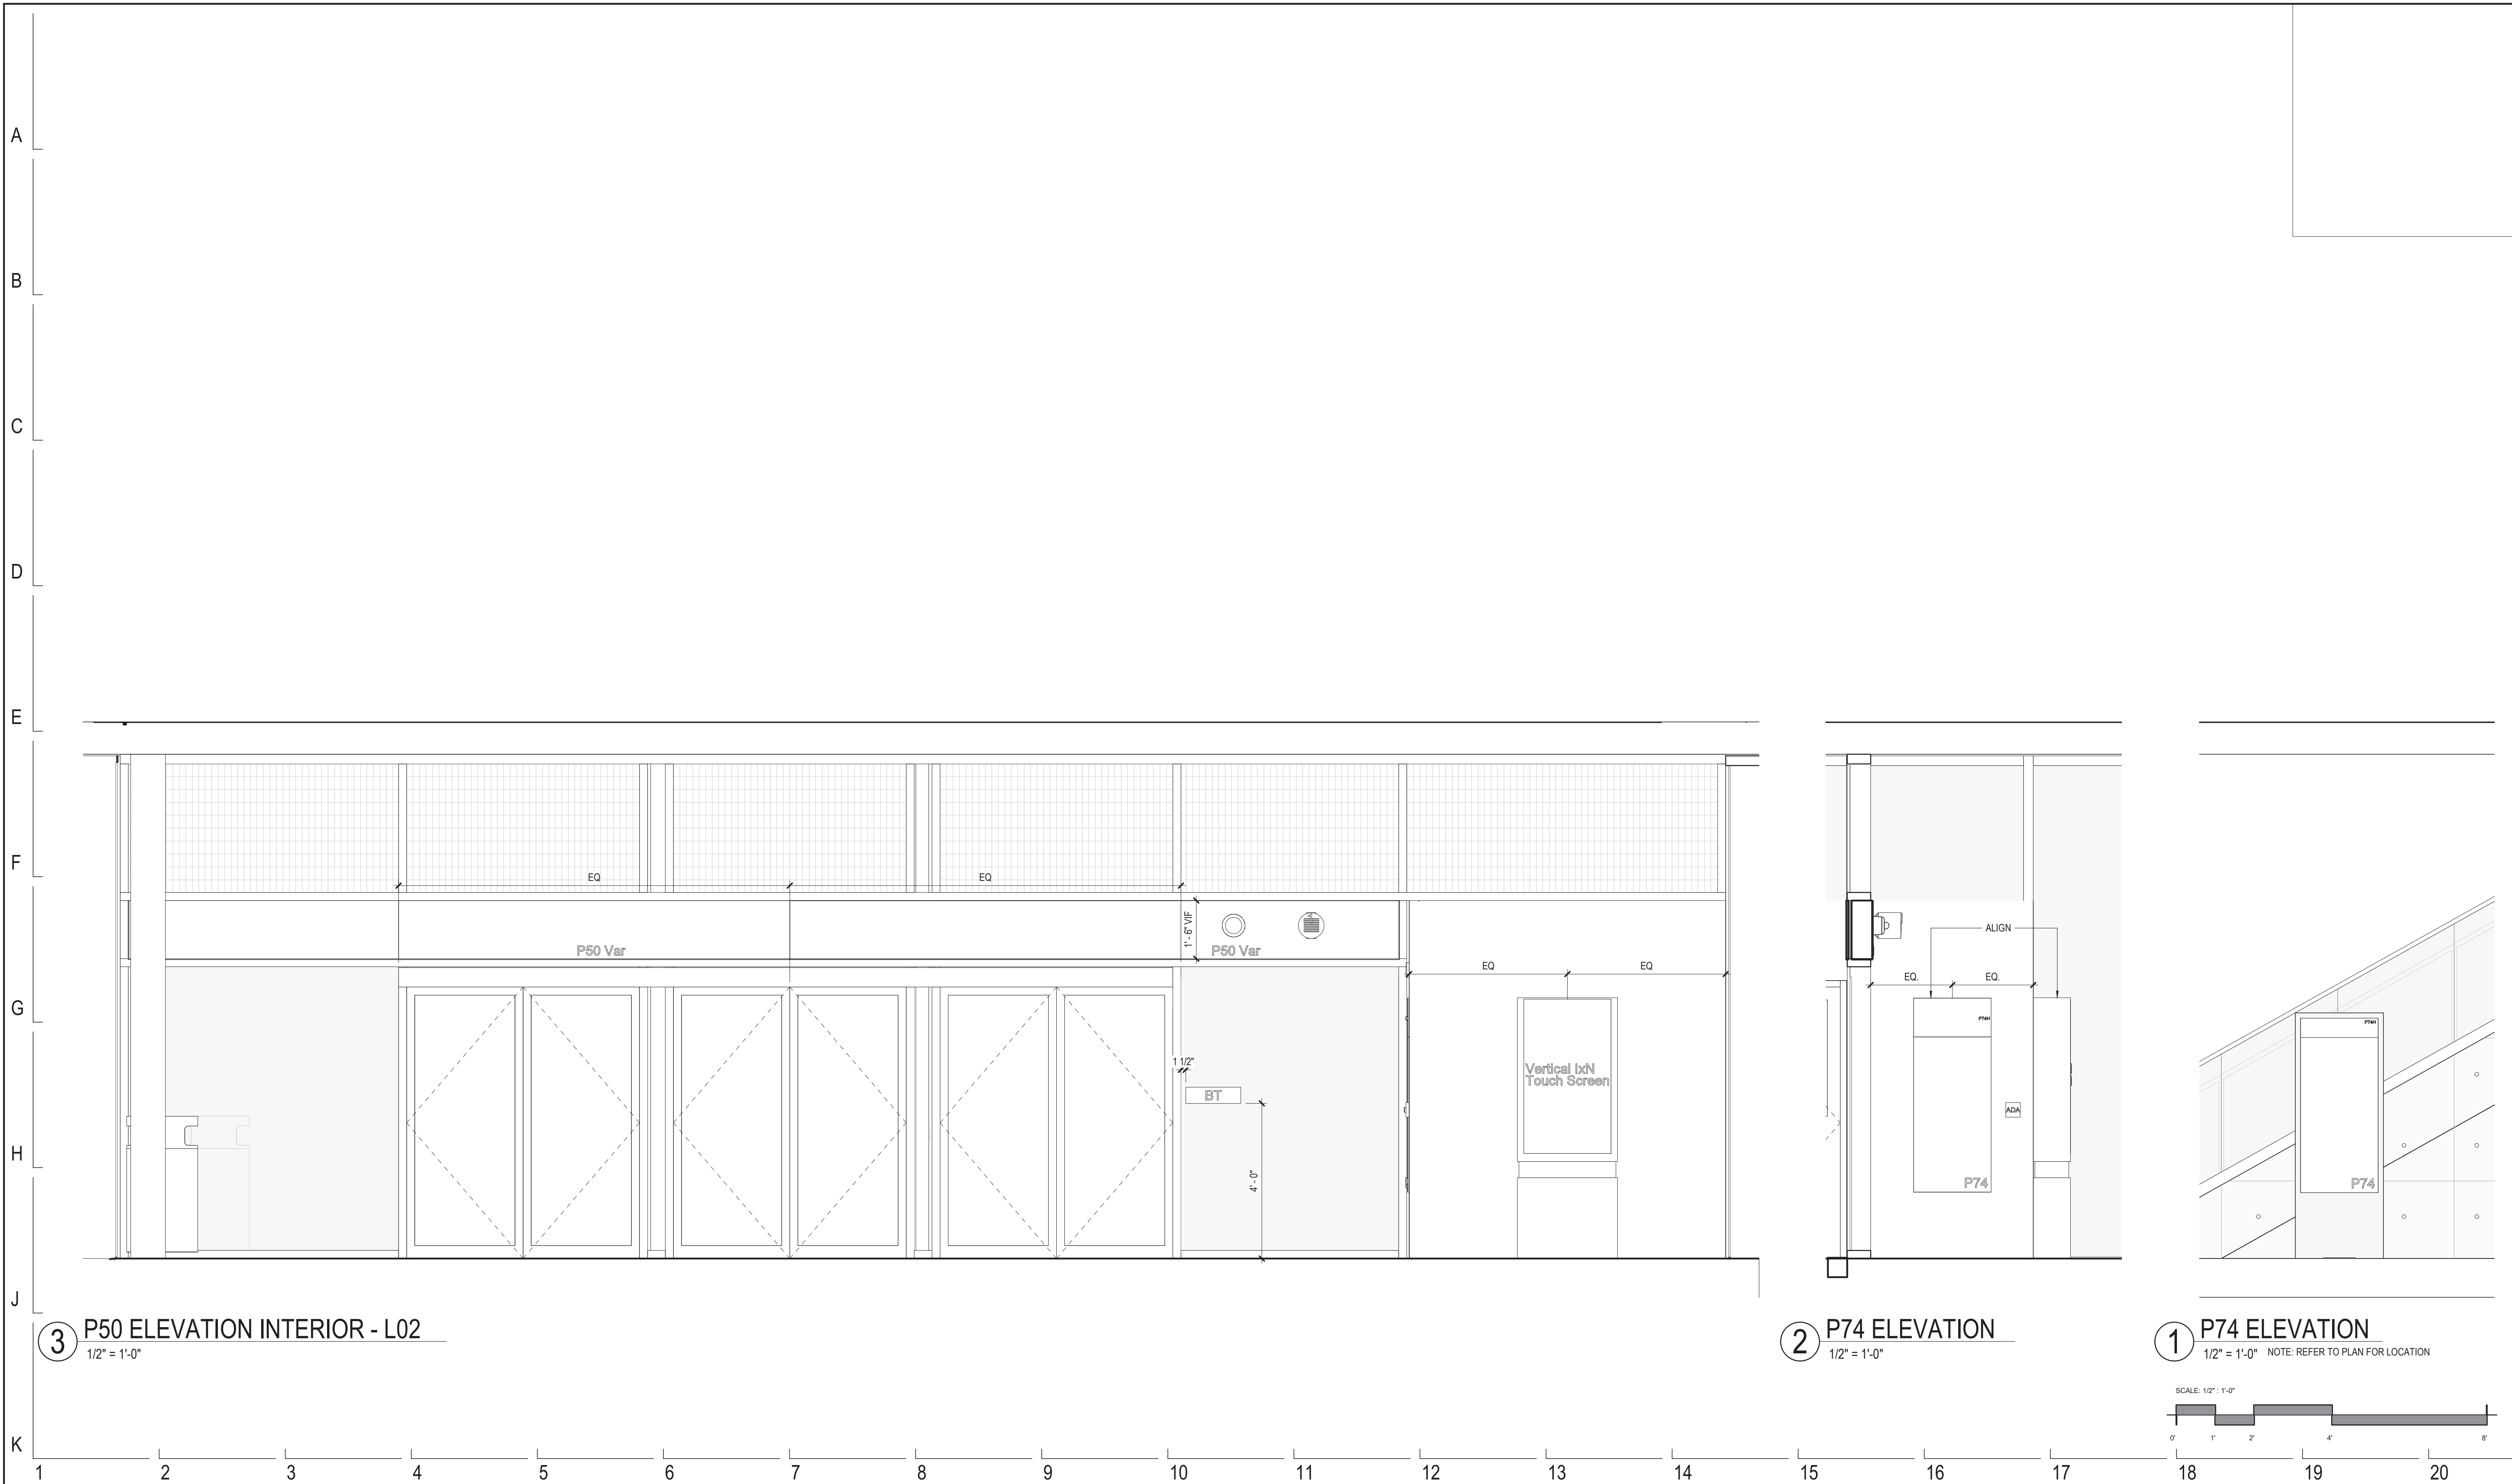 A
B
C
D
E
F
G
H
J
K
EQ
EQ
1' - 6" VIF
P50 Var
P50 Var
EQ
EQ
1 1/2"
BT
4' - 0"
Vertical IxN
Touch Screen
ALIGN
EQ.
EQ.
P74H
ADA
P74
P74H
P74
3
P50 ELEVATION INTERIOR - L02
1/2" = 1'-0"
2
P74 ELEVATION
1/2" = 1'-0"
1
P74 ELEVATION
1/2" = 1'-0" NOTE: REFER TO PLAN FOR LOCATION
SCALE: 1/2" : 1'-0"
0' 1' 2' 4' 8'
1 2 3 4 5 6 7 8 9 10 11 12 13 14 15 16 17 18 19 20